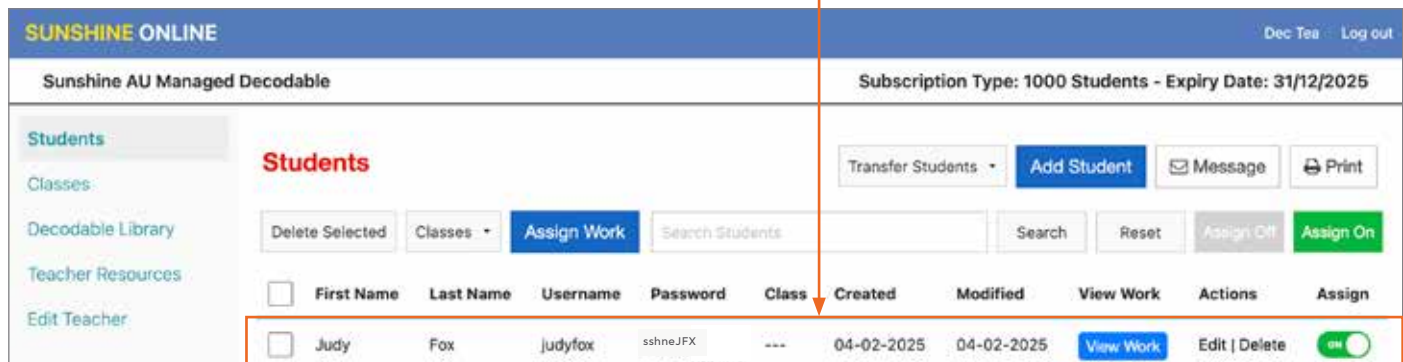 SUNSHINE ONLINE Dec Tea Log out
Sunshine AU Managed Decodable Subscription Type: 1000 Students - Expiry Date: 31/12/2025
Students
Classes
Decodable Library
Teacher Resources
Edit Teacher
Students Transfer Students Add Student Message Print
Delete Selected Classes Assign Work Search Students Search Reset Assign Off Assign On
First Name Last Name Username Password Class Created Modified View Work Actions Assign
Judy Fox judyfox sshneJFX --- 04-02-2025 04-02-2025 View Work Edit | Delete ON